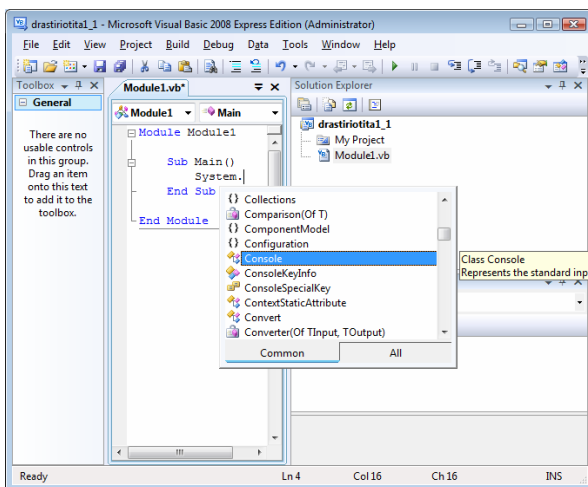 drastiriotita1_1 - Microsoft Visual Basic 2008 Express Edition (Administrator)
File Edit View Project Build Debug Data Tools Window Help
Toolbox
General
There are no
usable controls
in this group.
Drag an item
onto this text
to add it to the
toolbox.
Module1.vb*
Module1 Main
Module Module1
Sub Main()
System.
End Sub
End Module
{} Collections
Comparison(Of T)
{} ComponentModel
{} Configuration
Console
ConsoleKeyInfo
ConsoleSpecialKey
ContextStaticAttribute
Convert
Converter(Of TInput, TOutput)
Common All
Solution Explorer
drastiriotita1_1
My Project
Module1.vb
Class Console
Represents the standard inp
Ready Ln 4 Col 16 Ch 16 INS